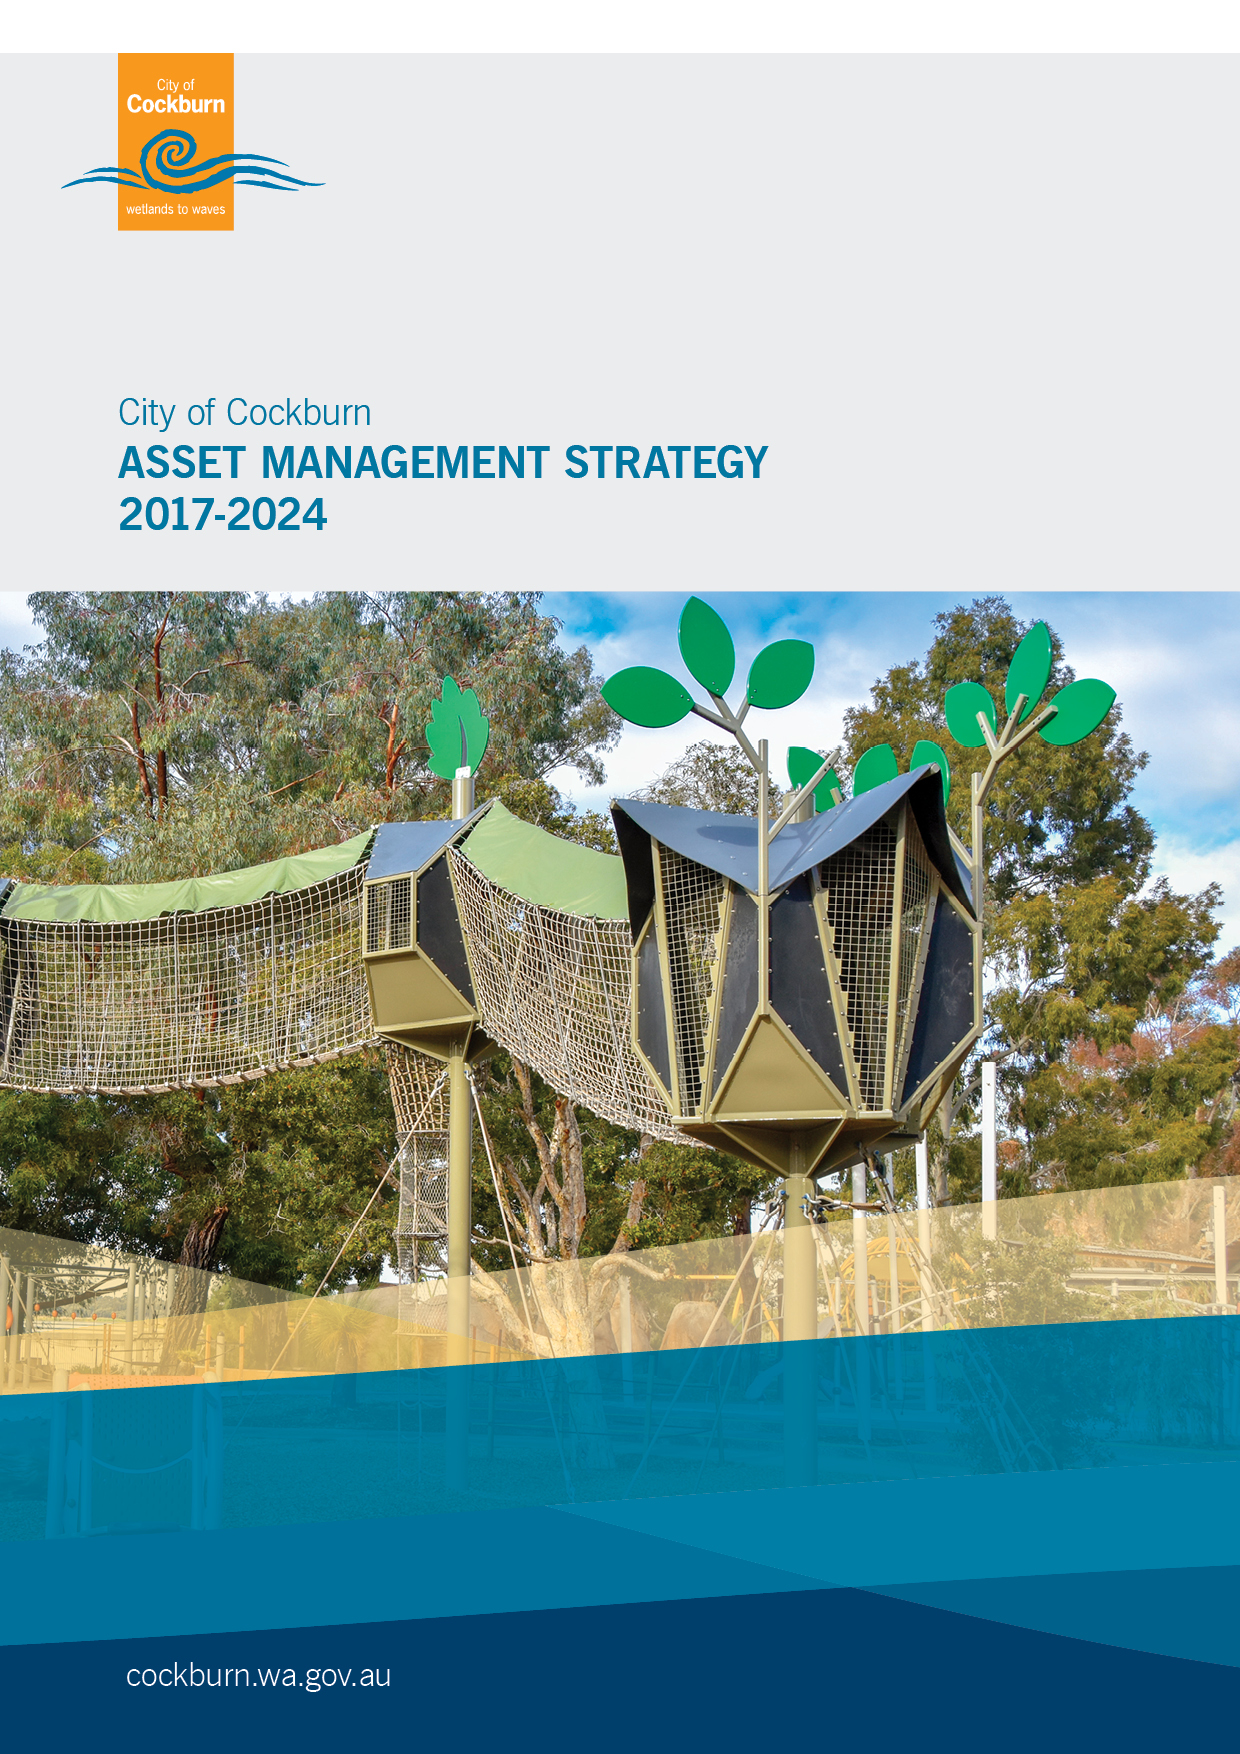 City of
Cockburn
wetlands to waves
City of Cockburn
ASSET MANAGEMENT STRATEGY
2017-2024
cockburn.wa.gov.au